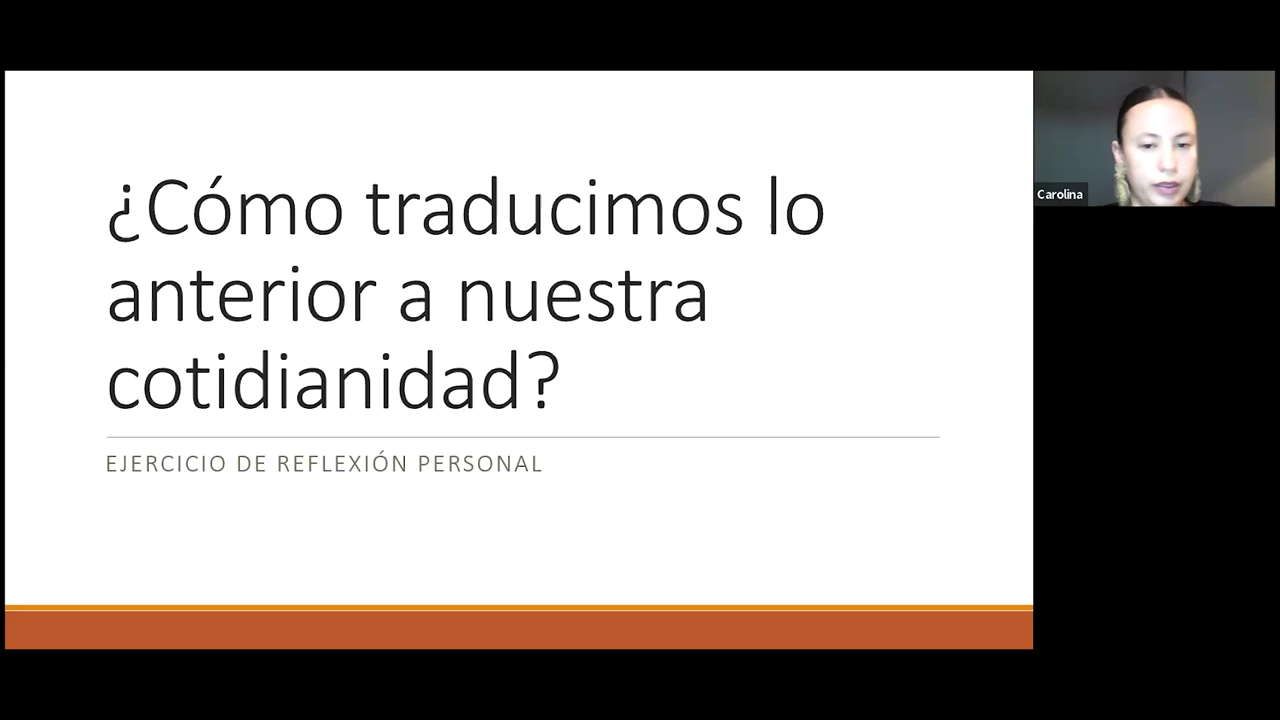 ¿Cómo traducimos lo
anterior a nuestra
cotidianidad?
EJERCICIO DE REFLEXIÓN PERSONAL
Carolina